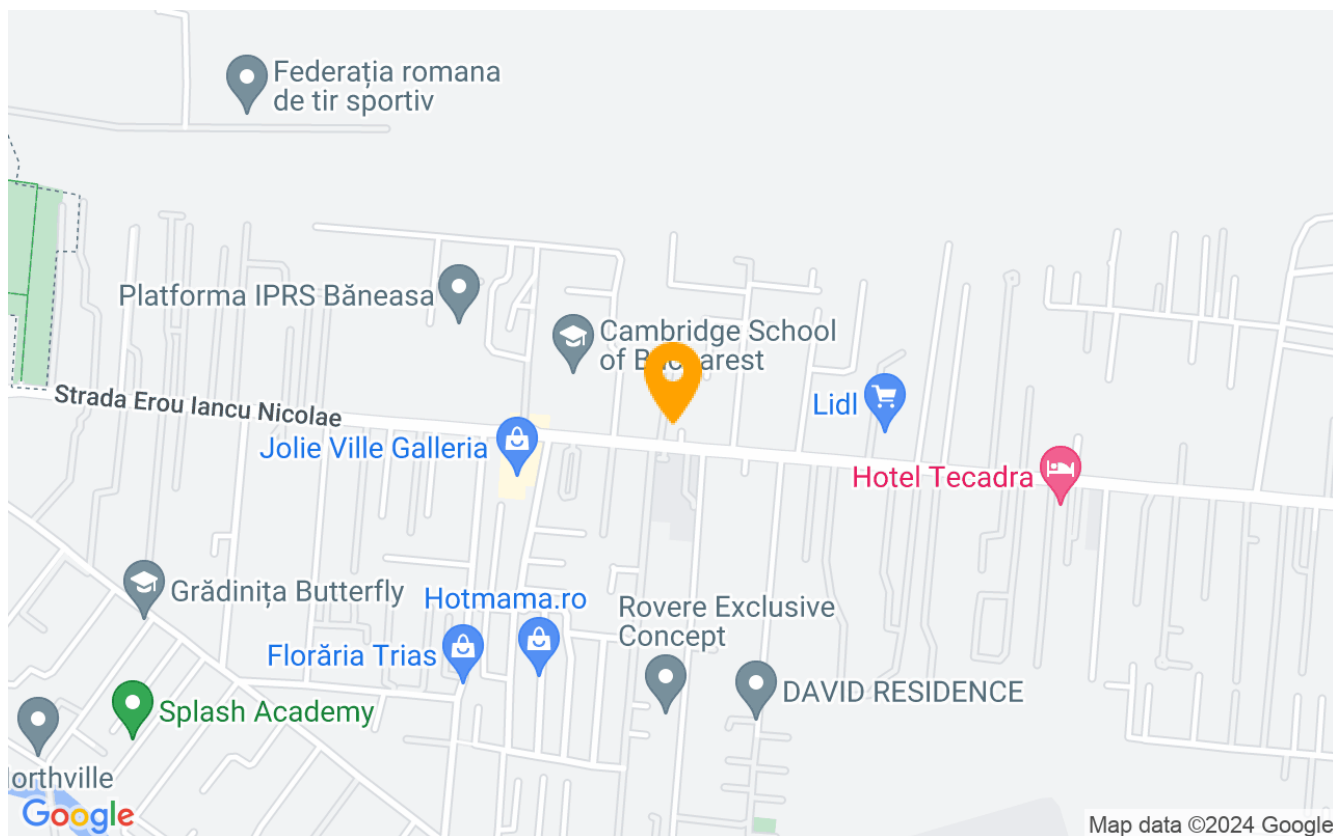 Federația romana
de tir sportiv
Platforma IPRS Băneasa
Cambridge School
of Bucharest
Strada Erou Iancu Nicolae
Lidl
Jolie Ville Galleria
Hotel Tecadra
Grădinița Butterfly
Hotmama.ro
Rovere Exclusive
Concept
Florăria Trias
DAVID RESIDENCE
Splash Academy
orthville
Google
Map data ©2024 Google